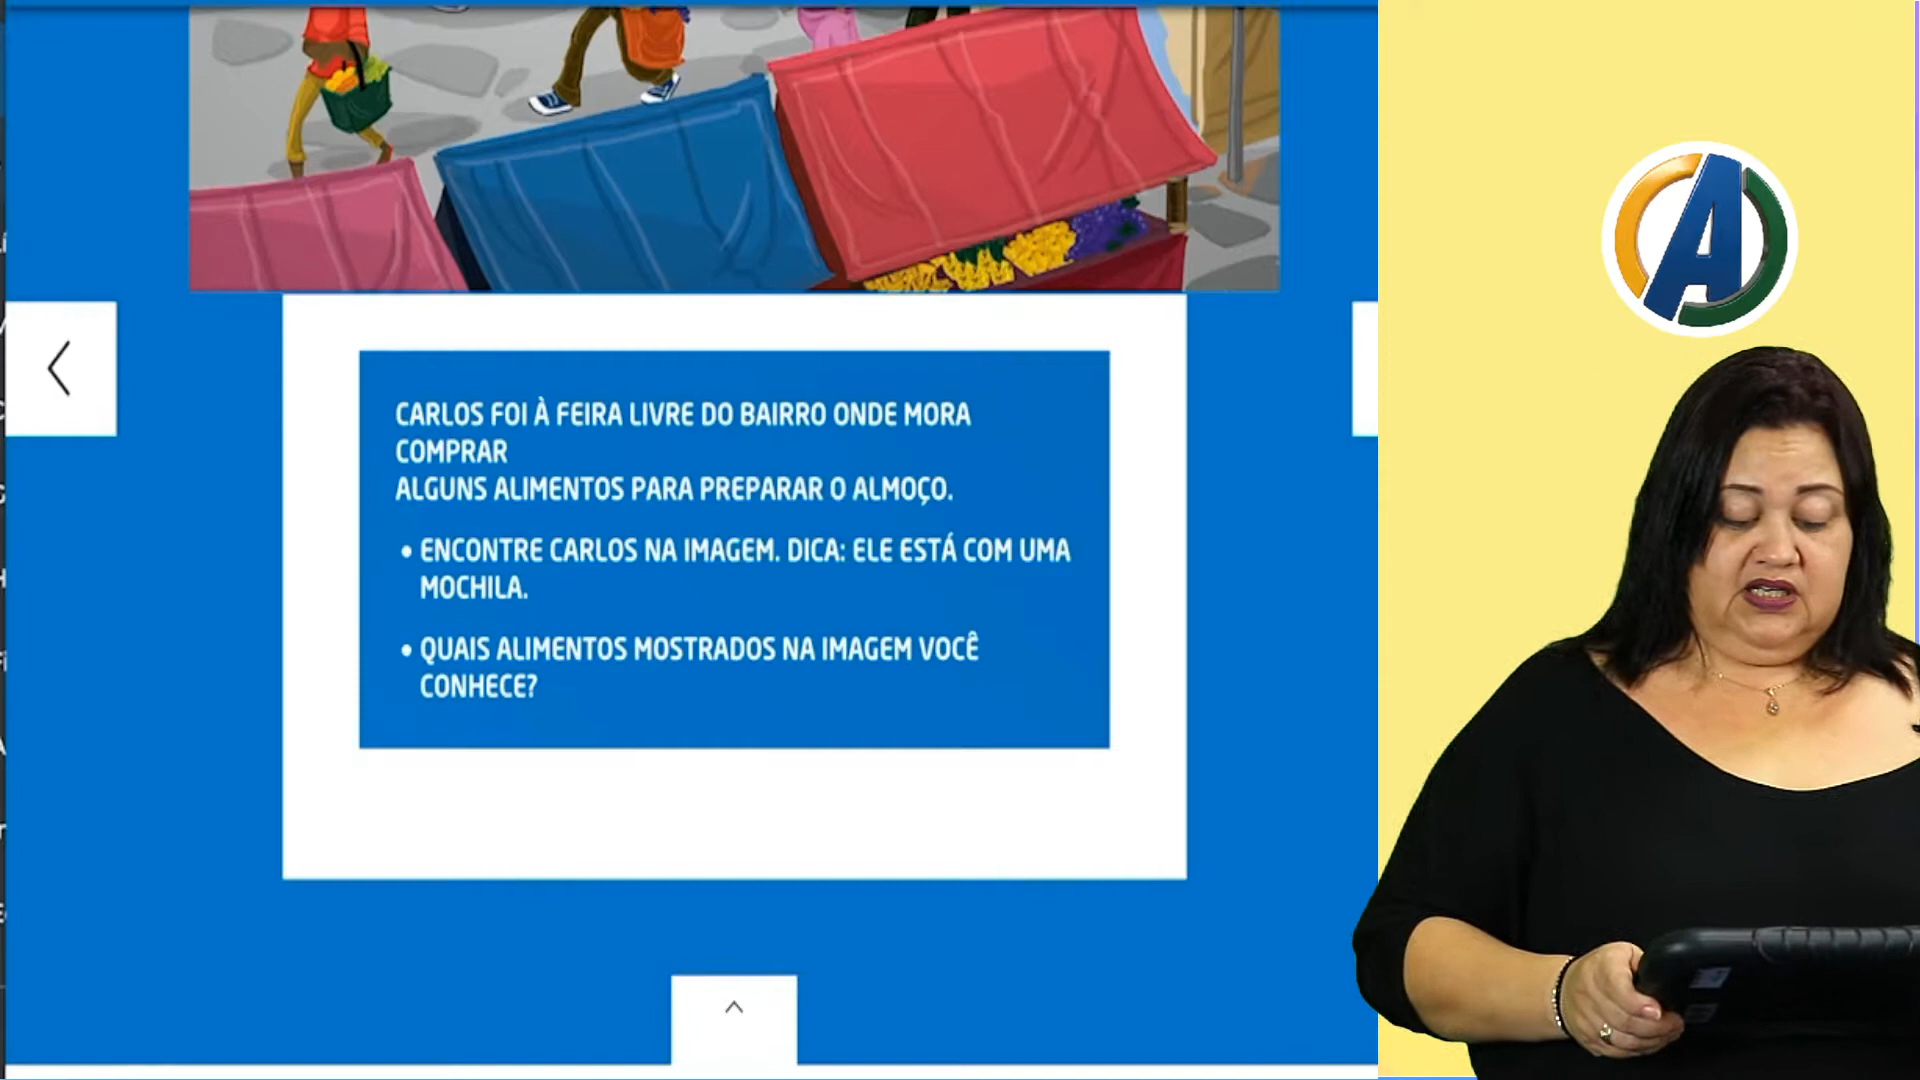 CARLOS FOI À FEIRA LIVRE DO BAIRRO ONDE MORA
COMPRAR
ALGUNS ALIMENTOS PARA PREPARAR O ALMOÇO.
• ENCONTRE CARLOS NA IMAGEM. DICA: ELE ESTÁ COM UMA
MOCHILA.
• QUAIS ALIMENTOS MOSTRADOS NA IMAGEM VOCÊ
CONHECE?
A